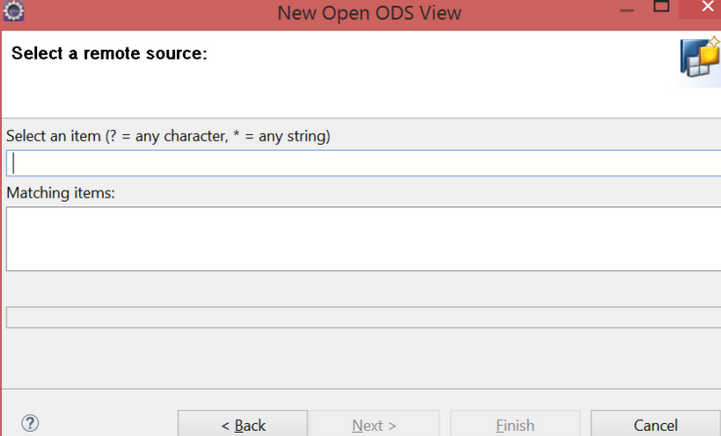 New Open ODS View
Select a remote source:
Select an item (? = any character, * = any string)
Matching items:
< Back
Next >
Finish
Cancel